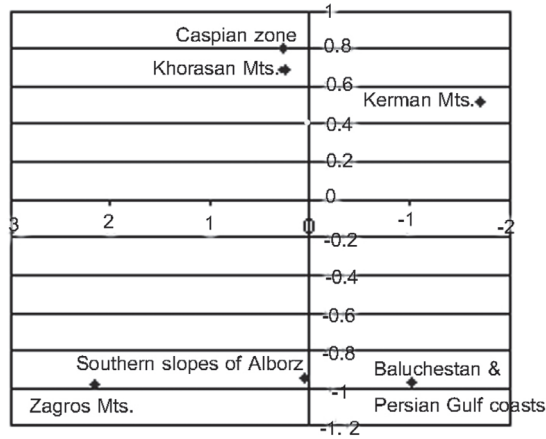 1
Caspian zone
0.8
Khorasan Mts.
0.6
Kerman Mts.
0.4
0.2
0
3 2 1 0 -1 -2
-0.2
-0.4
-0.6
-0.8
Southern slopes of Alborz
Baluchestan &
-1
Zagros Mts.
Persian Gulf coasts
-1. 2